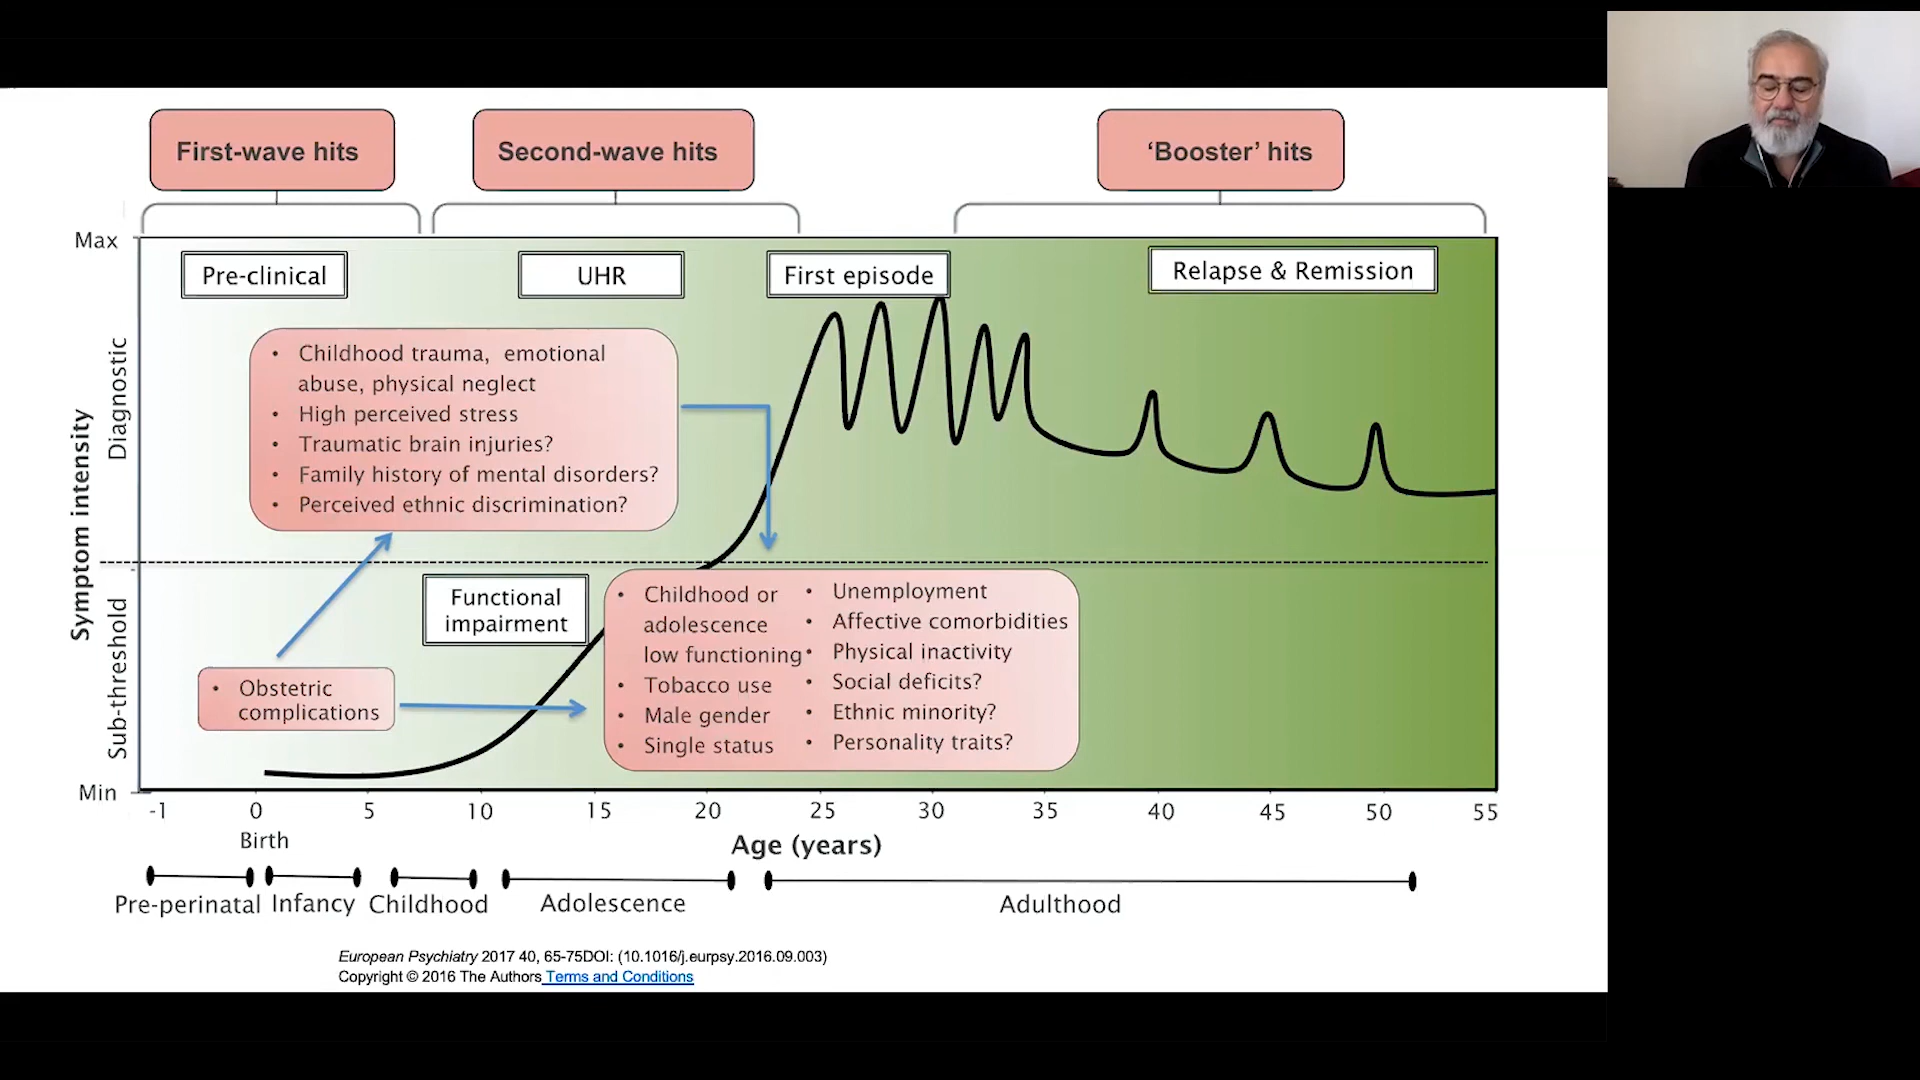 First-wave hits
Second-wave hits
‘Booster’ hits
Max
Pre-clinical
UHR
First episode
Relapse & Remission
Symptom intensity
Diagnostic
Sub-threshold
• Childhood trauma, emotional
abuse, physical neglect
• High perceived stress
• Traumatic brain injuries?
• Family history of mental disorders?
• Perceived ethnic discrimination?
Functional
impairment
• Obstetric
complications
• Childhood or
adolescence
low functioning
• Tobacco use
• Male gender
• Single status
• Unemployment
• Affective comorbidities
• Physical inactivity
• Social deficits?
• Ethnic minority?
• Personality traits?
Min
-1 0 5 10 15 20 25 30 35 40 45 50 55
Birth
Age (years)
Pre-perinatal Infancy Childhood Adolescence Adulthood
European Psychiatry 2017 40, 65-75DOI: (10.1016/j.eurpsy.2016.09.003)
Copyright © 2016 The Authors Terms and Conditions